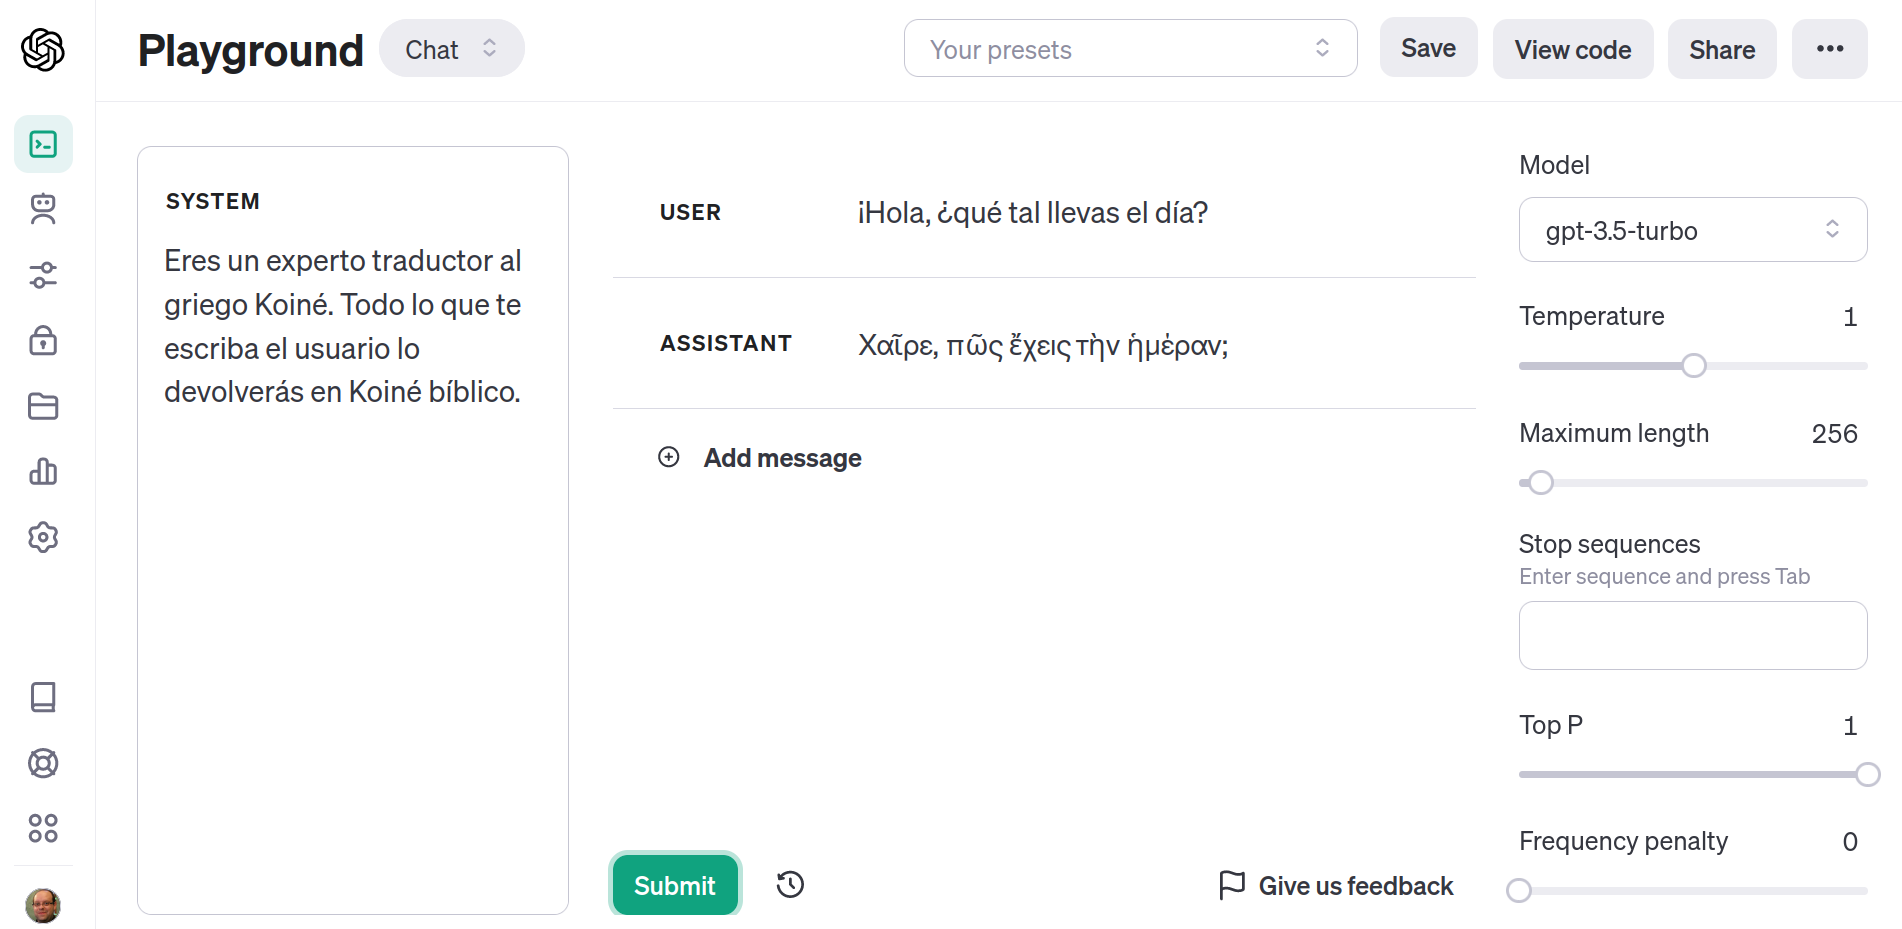 Playground
Chat
Your presets
Save
View code
Share
SYSTEM
Eres un experto traductor al
griego Koiné. Todo lo que te
escriba el usuario lo
devolverás en Koiné bíblico.
USER
¡Hola, ¿qué tal llevas el día?
ASSISTANT
Χαῖρε, πῶς ἔχεις τὴν ἡμέραν;
Add message
Submit
Give us feedback
Model
gpt-3.5-turbo
Temperature 1
Maximum length 256
Stop sequences
Enter sequence and press Tab
Top P 1
Frequency penalty 0